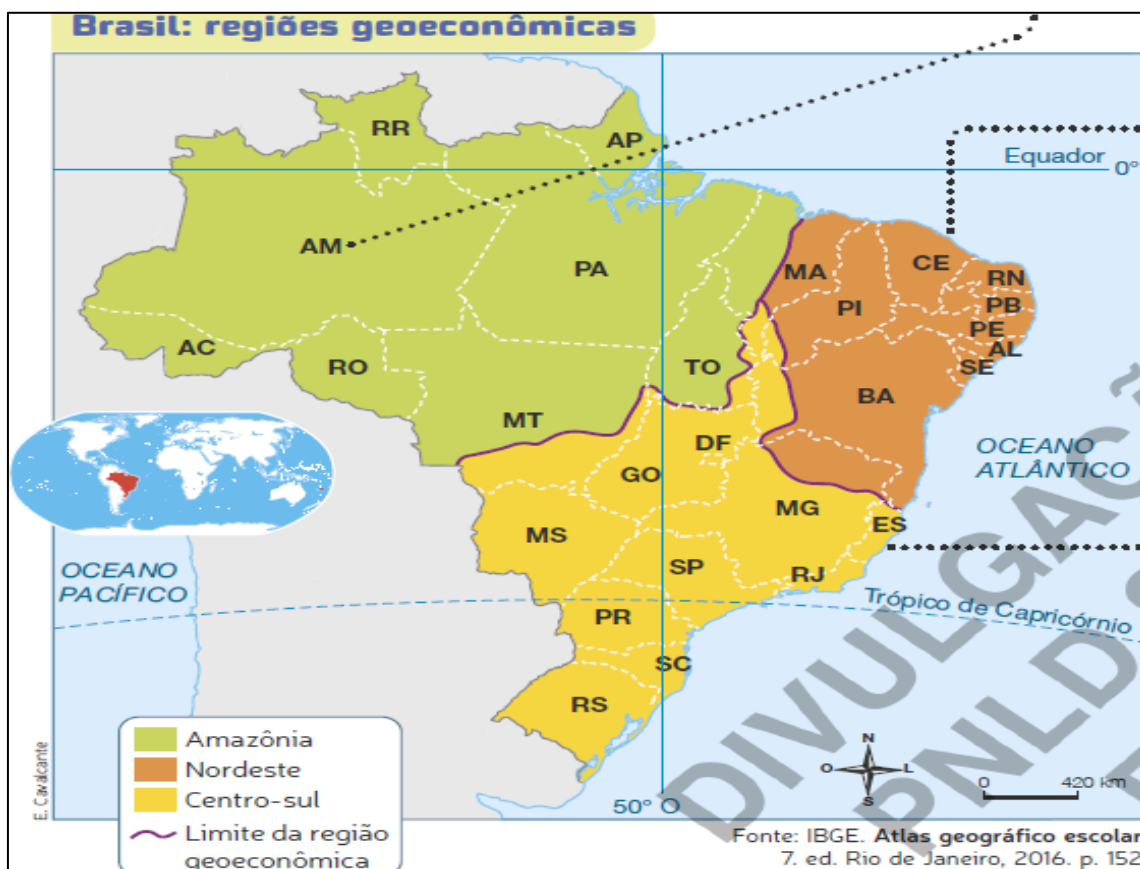 Brasil: regiões geoeconômicas
RR
AP
Equador
0°
AM
PA
MA
CE
RN
PB
PI
PE
AL
SE
AC
RO
TO
BA
MT
DF
GO
OCEANO
ATLÂNTICO
MG
ES
MS
SP
RJ
OCEANO
PACÍFICO
Trópico de Capricórnio
PR
SC
RS
Amazônia
Nordeste
Centro-sul
Limite da região
geoeconômica
50° O
N
O
L
S
0 420 km
E. Cavalcante
Fonte: IBGE. Atlas geográfico escolar
7. ed. Rio de Janeiro, 2016. p. 152
DIVULGAÇÃ
PNLD